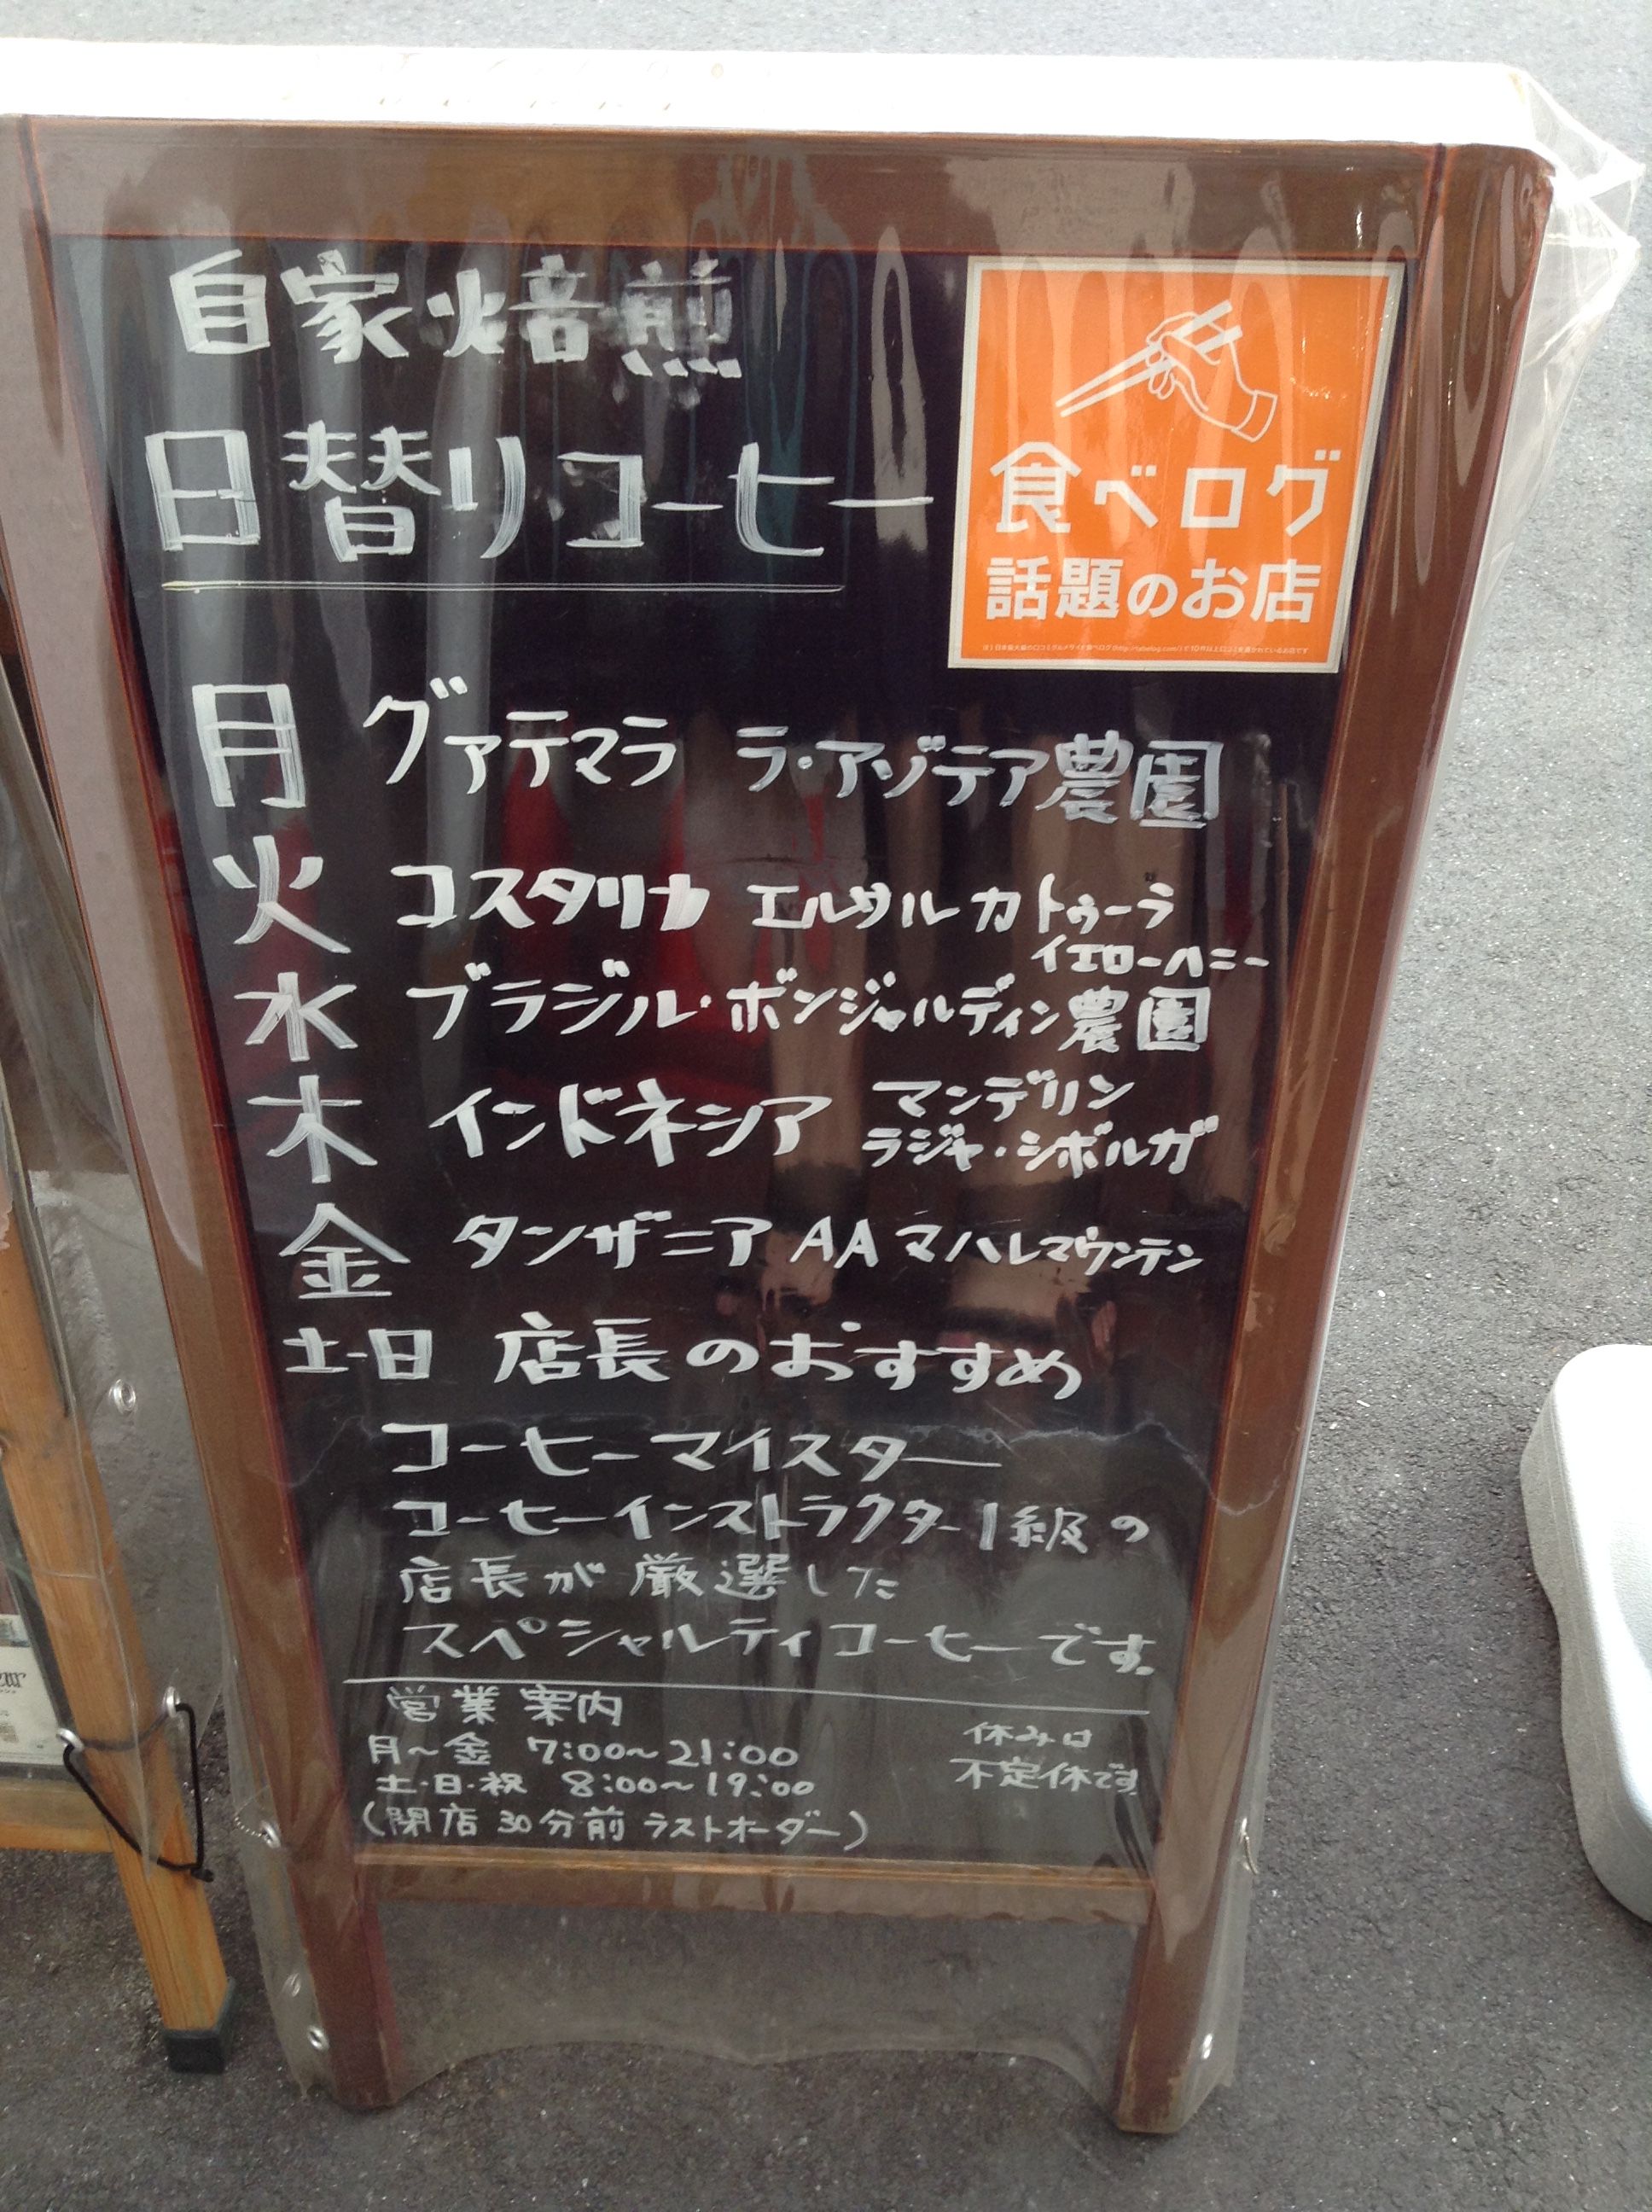 自家焙煎
日替りコーヒー
食べログ
話題のお店
月 グァテマラ ラ・アゾテア農園
火 コスタリカ エルサル カトゥーラ
イエローハニー
水 ブラジル・ボンジャルディン農園
木 インドネシア マンデリン
ラジャ・シボルガ
金 タンザニア AA マハレマウンテン
土・日 店長のおすすめ
コーヒーマイスター
コーヒーインストラクター1級の
店長が厳選した
スペシャルティコーヒーです。
営業案内
月〜金 7:00〜21:00
土・日・祝 8:00〜19:00
(閉店30分前 ラストオーダー)
休みは
不定休です